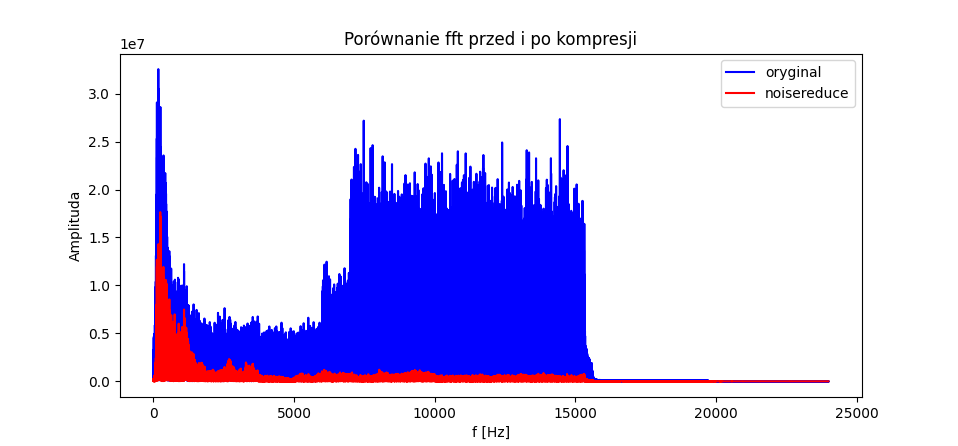 Porównanie fft przed i po kompresji
1e7
oryginal
noisereduce
3.0
2.5
2.0
1.5
1.0
0.5
0.0
Amplituda
0 5000 10000 15000 20000 25000
f [Hz]